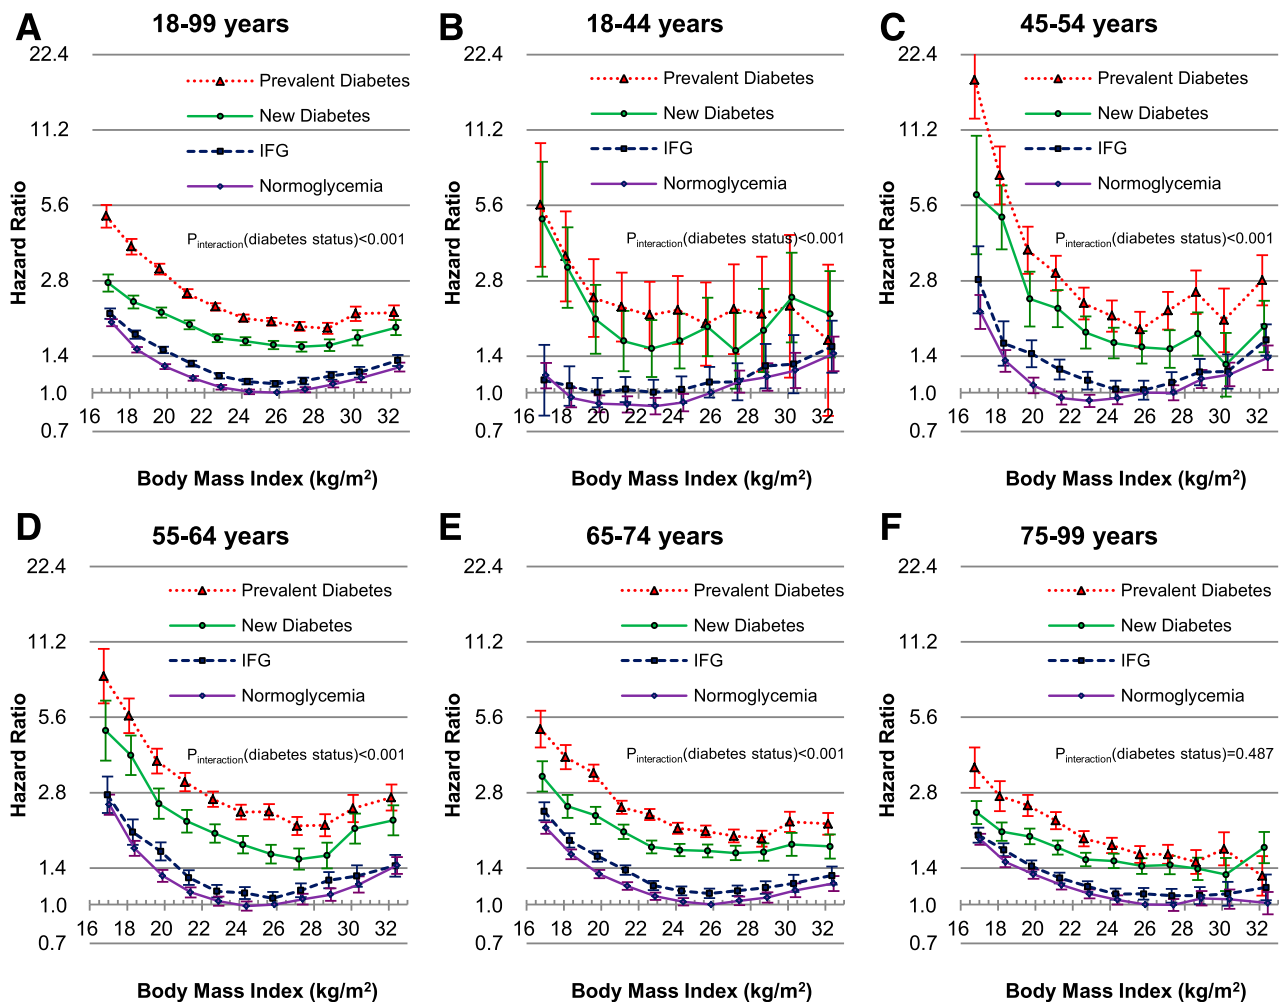 A 18-99 years
22.4
11.2
5.6
2.8
1.4
1.0
0.7
Hazard Ratio
Prevalent Diabetes
New Diabetes
IFG
Normoglycemia
Pinteraction(diabetes status)<0.001
16 18 20 22 24 26 28 30 32
Body Mass Index (kg/m²)
B 18-44 years
22.4
11.2
5.6
2.8
1.4
1.0
0.7
Hazard Ratio
Prevalent Diabetes
New Diabetes
IFG
Normoglycemia
Pinteraction(diabetes status)<0.001
16 18 20 22 24 26 28 30 32
Body Mass Index (kg/m²)
C 45-54 years
22.4
11.2
5.6
2.8
1.4
1.0
0.7
Hazard Ratio
Prevalent Diabetes
New Diabetes
IFG
Normoglycemia
Pinteraction(diabetes status)<0.001
16 18 20 22 24 26 28 30 32
Body Mass Index (kg/m²)
D 55-64 years
22.4
11.2
5.6
2.8
1.4
1.0
0.7
Hazard Ratio
Prevalent Diabetes
New Diabetes
IFG
Normoglycemia
Pinteraction(diabetes status)<0.001
16 18 20 22 24 26 28 30 32
Body Mass Index (kg/m²)
E 65-74 years
22.4
11.2
5.6
2.8
1.4
1.0
0.7
Hazard Ratio
Prevalent Diabetes
New Diabetes
IFG
Normoglycemia
Pinteraction(diabetes status)<0.001
16 18 20 22 24 26 28 30 32
Body Mass Index (kg/m²)
F 75-99 years
22.4
11.2
5.6
2.8
1.4
1.0
0.7
Hazard Ratio
Prevalent Diabetes
New Diabetes
IFG
Normoglycemia
Pinteraction(diabetes status)=0.487
16 18 20 22 24 26 28 30 32
Body Mass Index (kg/m²)